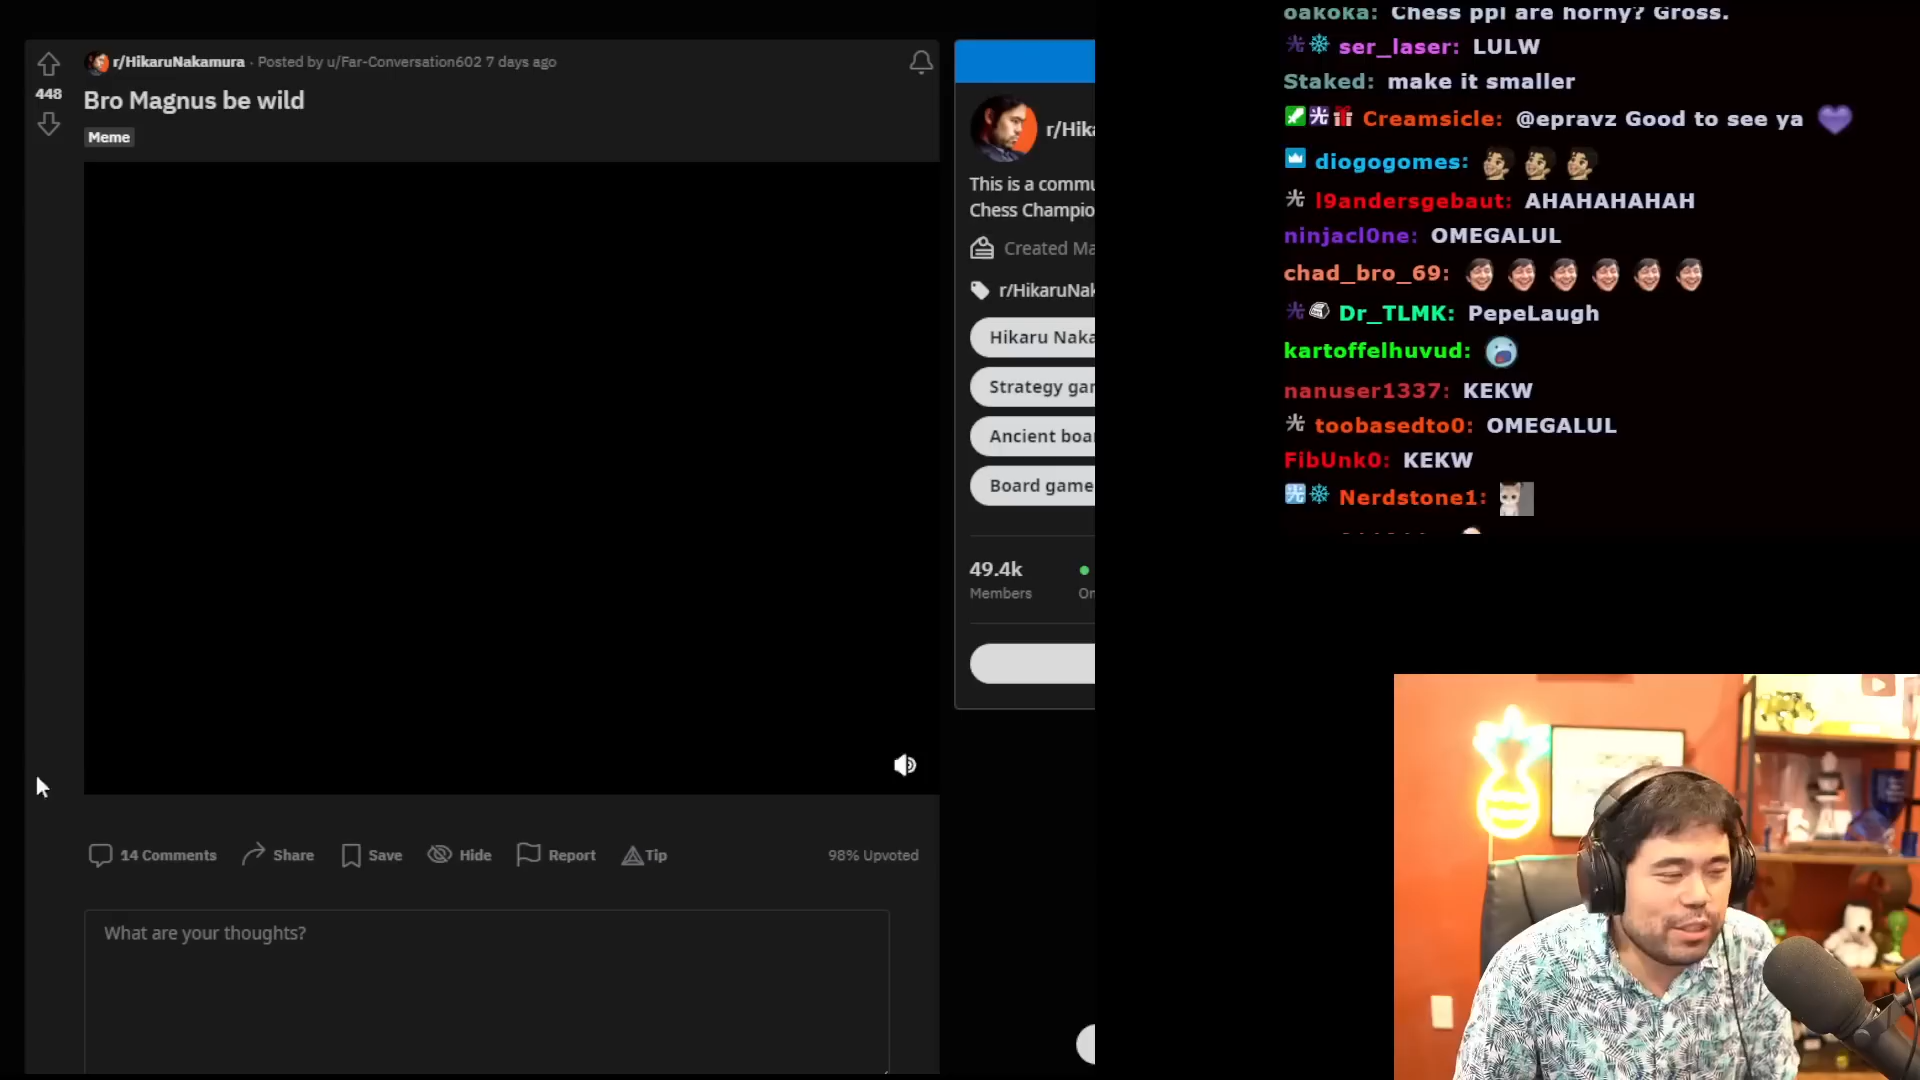 r/HikaruNakamura · Posted by u/Far-Conversation602 7 days ago
448
Bro Magnus be wild
Meme
14 Comments
Share
Save
Hide
Report
Tip
98% Upvoted
What are your thoughts?
r/Hik
This is a commu
Chess Champio
Created Ma
r/HikaruNak
Hikaru Naka
Strategy gar
Ancient boar
Board game
49.4k
Members
On
oakoka: Chess ppl are horny? Gross.
ser_laser: LULW
Staked: make it smaller
Creamsicle: @epravz Good to see ya
diogogomes:
l9andersgebaut: AHAHAHAHAH
ninjacl0ne: OMEGALUL
chad_bro_69:
Dr_TLMK: PepeLaugh
kartoffelhuvud:
nanuser1337: KEKW
toobasedto0: OMEGALUL
FibUnk0: KEKW
Nerdstone1: